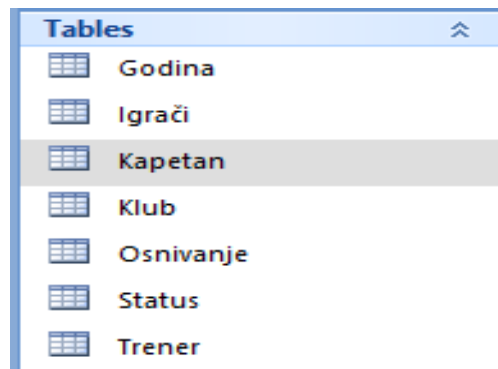 Tables
Godina
Igrači
Kapetan
Klub
Osnivanje
Status
Trener